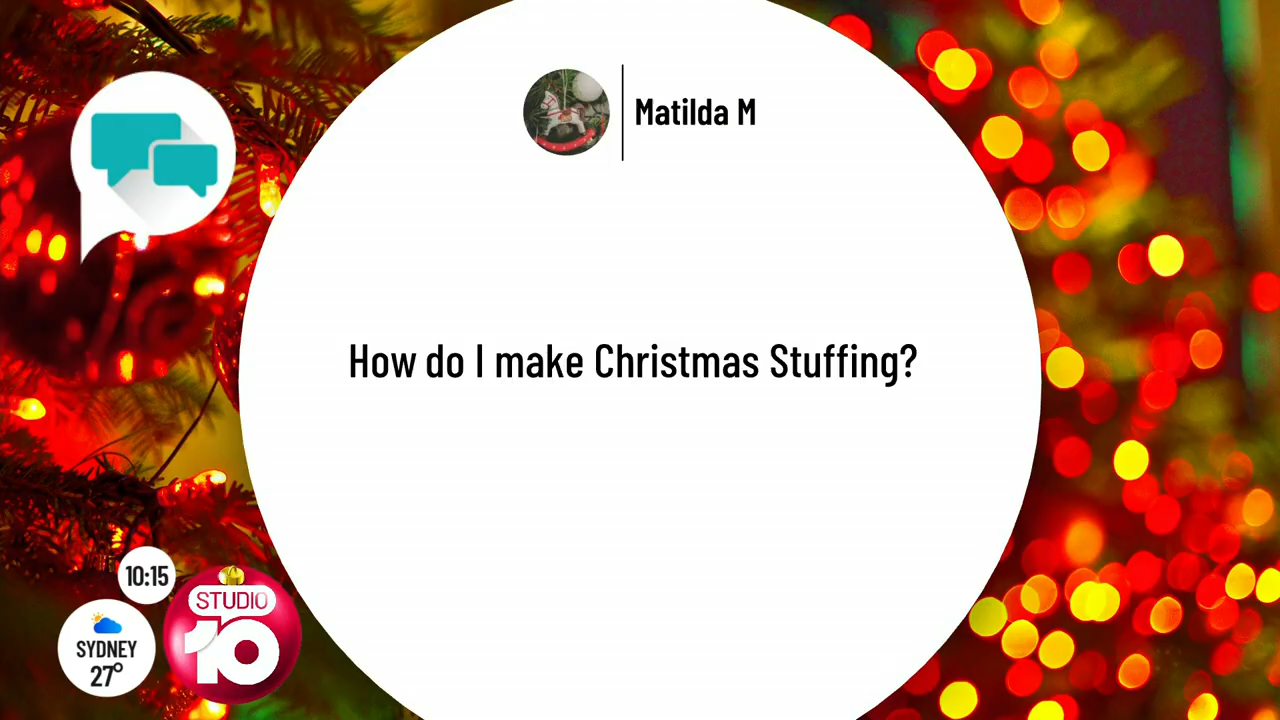 Matilda M
How do I make Christmas Stuffing?
10:15
STUDIO
10
SYDNEY
27°